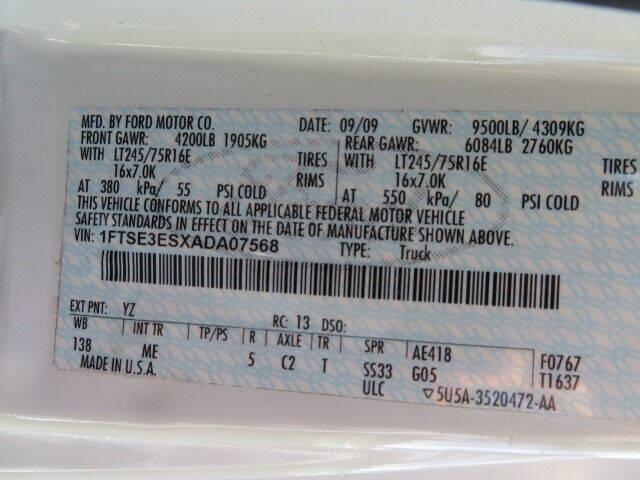 MFD. BY FORD MOTOR CO. DATE: 09/09 GVWR: 9500LB/ 4309KG
FRONT GAWR: 4200LB 1905KG REAR GAWR: 6084LB 2760KG
WITH LT245/75R16E TIRES WITH LT245/75R16E TIRES
16x7.0K RIMS 16x7.0K RIMS
AT 380 kPa/ 55 PSI COLD AT 550 kPa/ 80 PSI COLD
THIS VEHICLE CONFORMS TO ALL APPLICABLE FEDERAL MOTOR VEHICLE
SAFETY STANDARDS IN EFFECT ON THE DATE OF MANUFACTURE SHOWN ABOVE.
VIN: 1FTSE3ESXADA07568 TYPE: Truck
EXT PNT: YZ RC: 13 DSO:
WB INT TR TP/PS R AXLE TR SPR AE418 F0767
138 ME 5 C2 T SS33 G05 T1637
MADE IN U.S.A. ULC ▽5U5A-3520472-AA